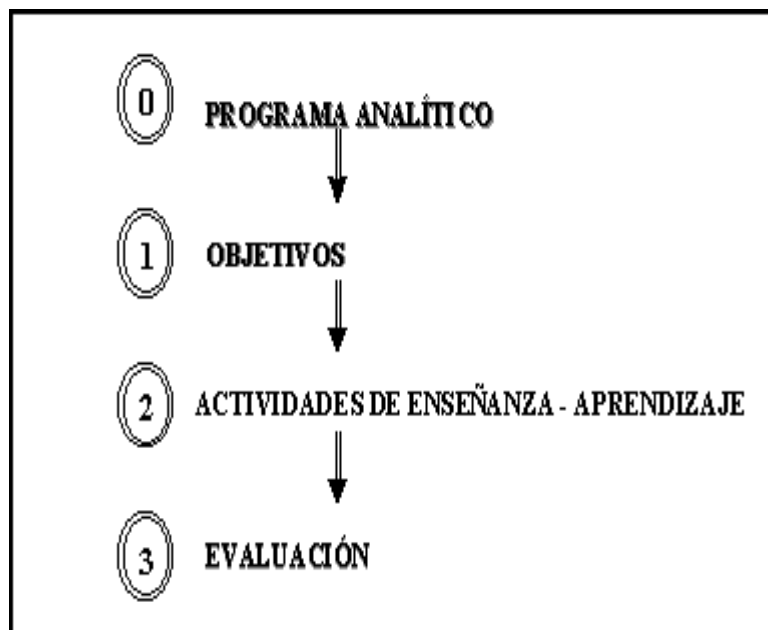 0 PROGRAMA ANALÍTICO
1 OBJETIVOS
2 ACTIVIDADES DE ENSEÑANZA - APRENDIZAJE
3 EVALUACIÓN